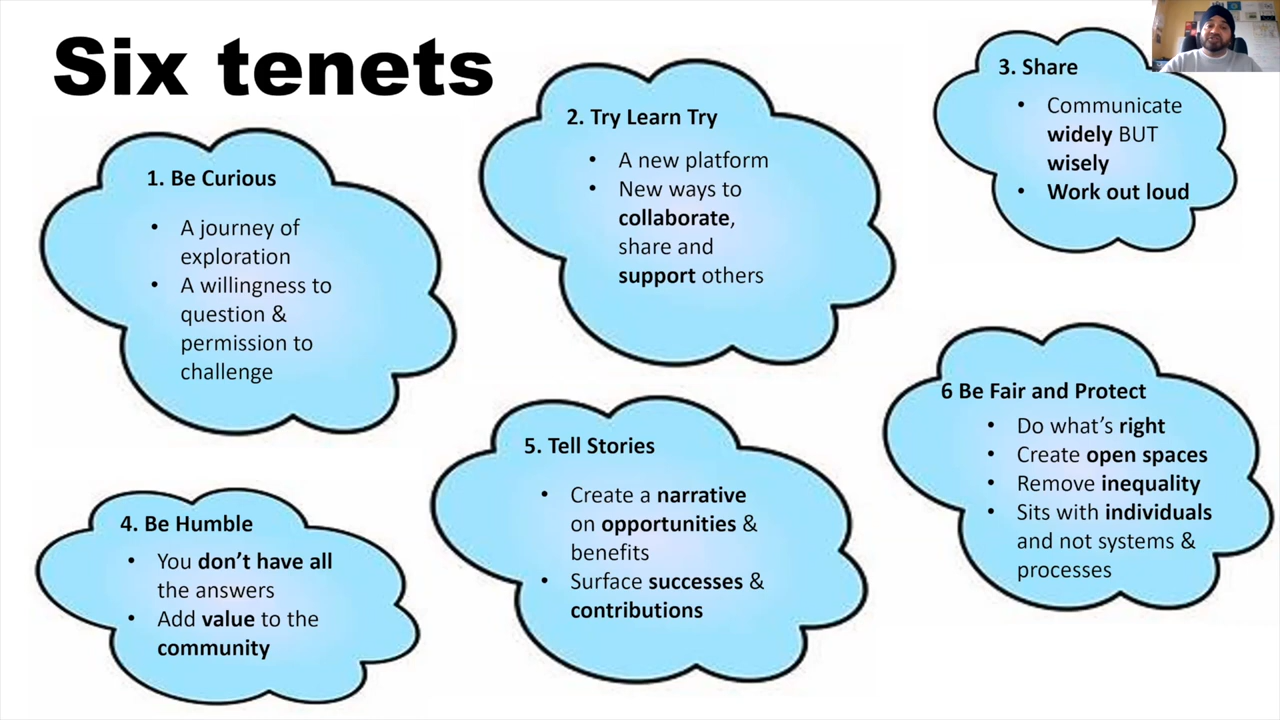 Six tenets
1. Be Curious
• A journey of
exploration
• A willingness to
question &
permission to
challenge
2. Try Learn Try
• A new platform
• New ways to
collaborate,
share and
support others
3. Share
• Communicate
widely BUT
wisely
• Work out loud
4. Be Humble
• You don't have all
the answers
• Add value to the
community
5. Tell Stories
• Create a narrative
on opportunities &
benefits
• Surface successes &
contributions
6 Be Fair and Protect
• Do what's right
• Create open spaces
• Remove inequality
• Sits with individuals
and not systems &
processes